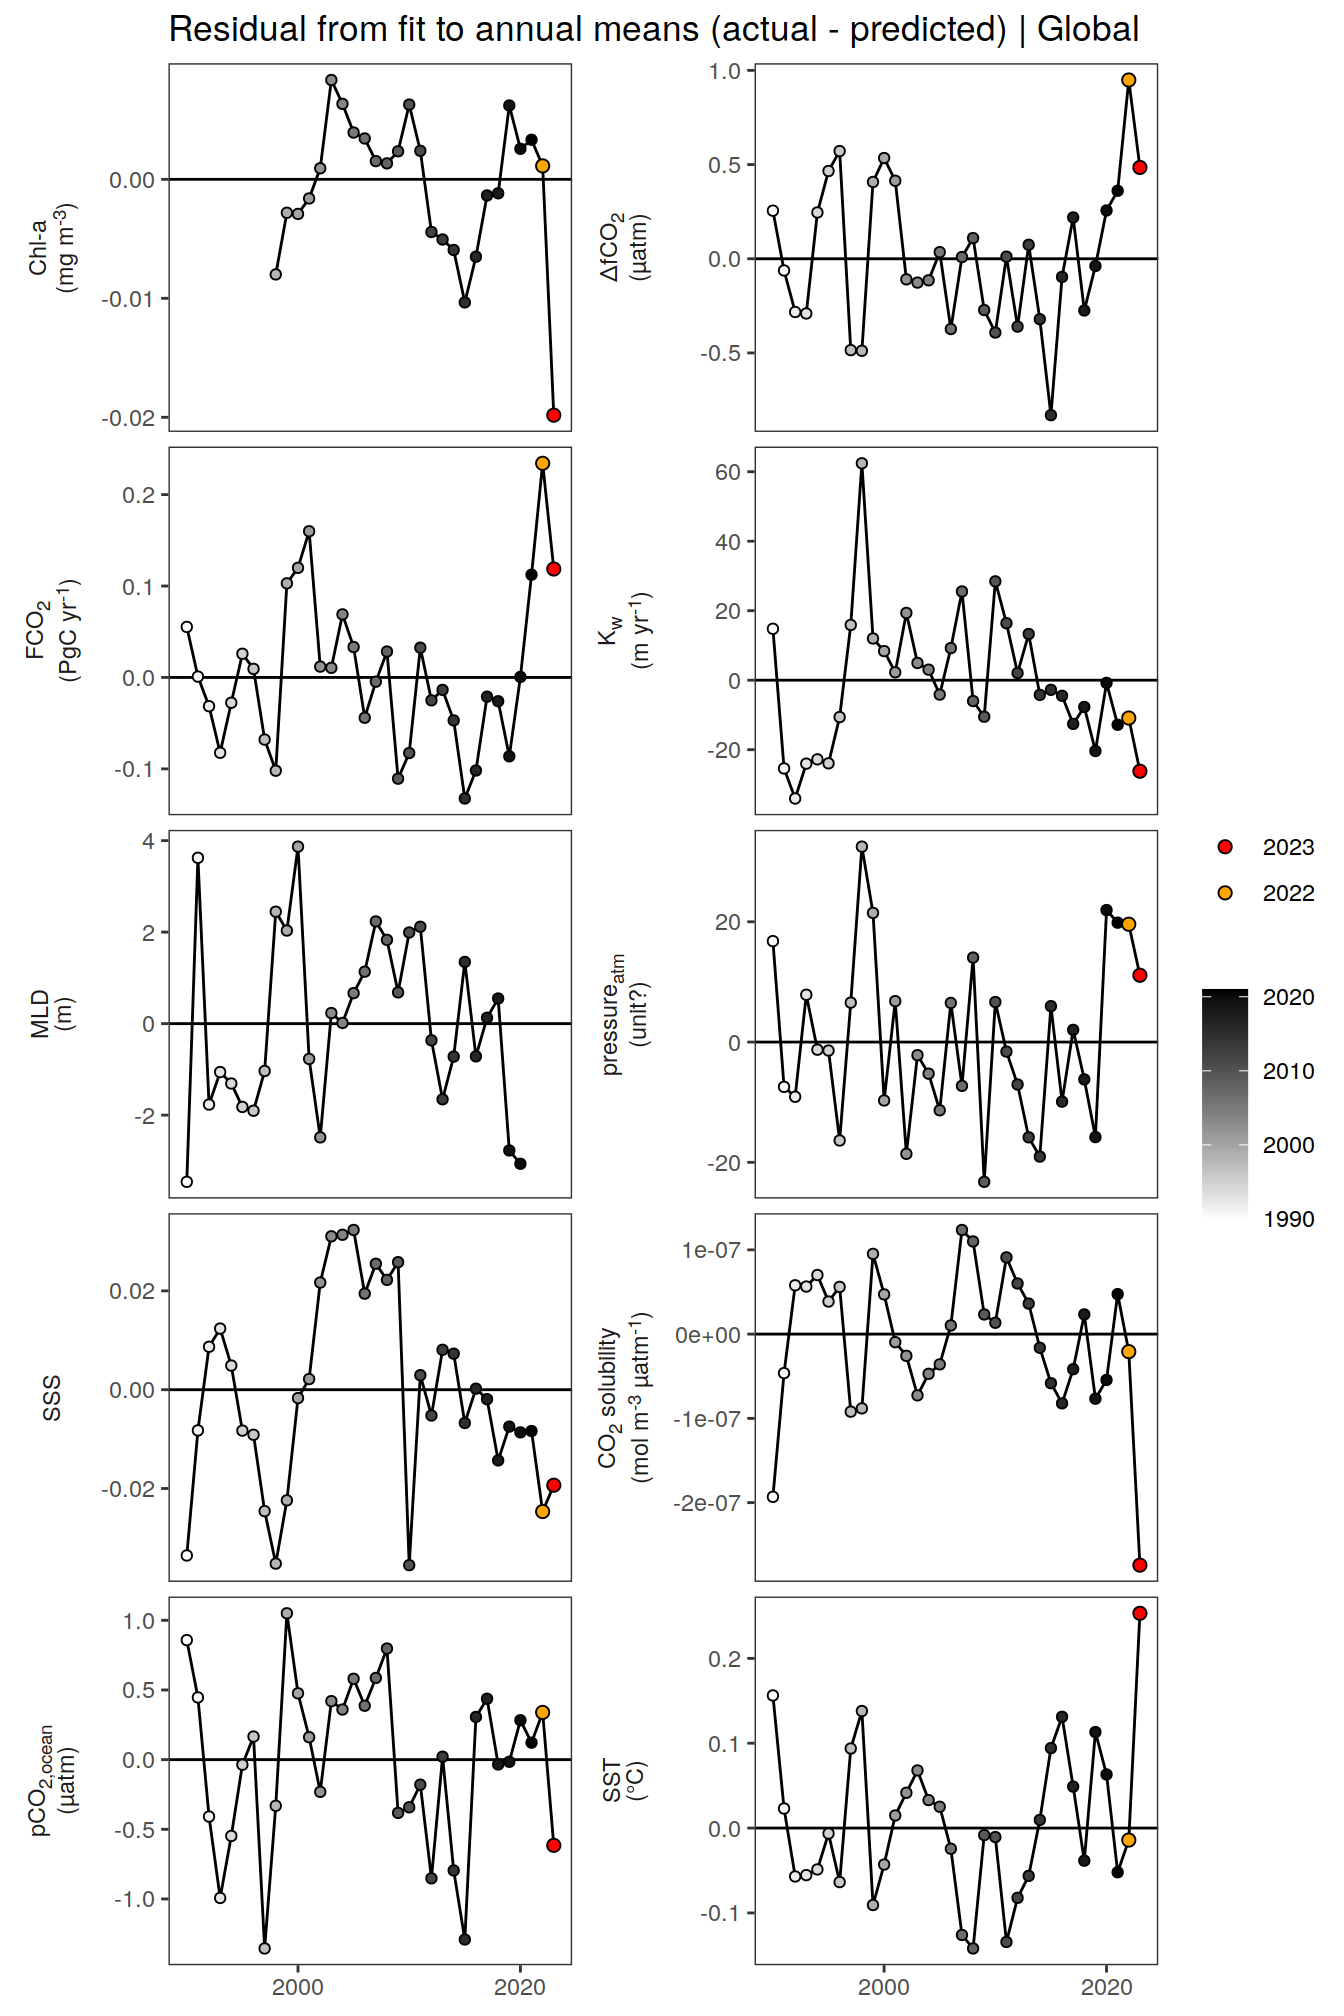 Residual from fit to annual means (actual - predicted) | Global
Chl-a
(mg m⁻³)
0.00
-0.01
-0.02
ΔfCO₂
(µatm)
1.0
0.5
0.0
-0.5
FCO₂
(PgC yr⁻¹)
0.2
0.1
0.0
-0.1
K_w
(m yr⁻¹)
60
40
20
0
-20
MLD
(m)
4
2
0
-2
pressure_atm
(unit?)
20
0
-20
SSS
0.02
0.00
-0.02
CO₂ solubility
(mol m⁻³ µatm⁻¹)
1e-07
0e+00
-1e-07
-2e-07
pCO₂,ocean
(µatm)
1.0
0.5
0.0
-0.5
-1.0
SST
(°C)
0.2
0.1
0.0
-0.1
2000
2020
2000
2020
2023
2022
2020
2010
2000
1990